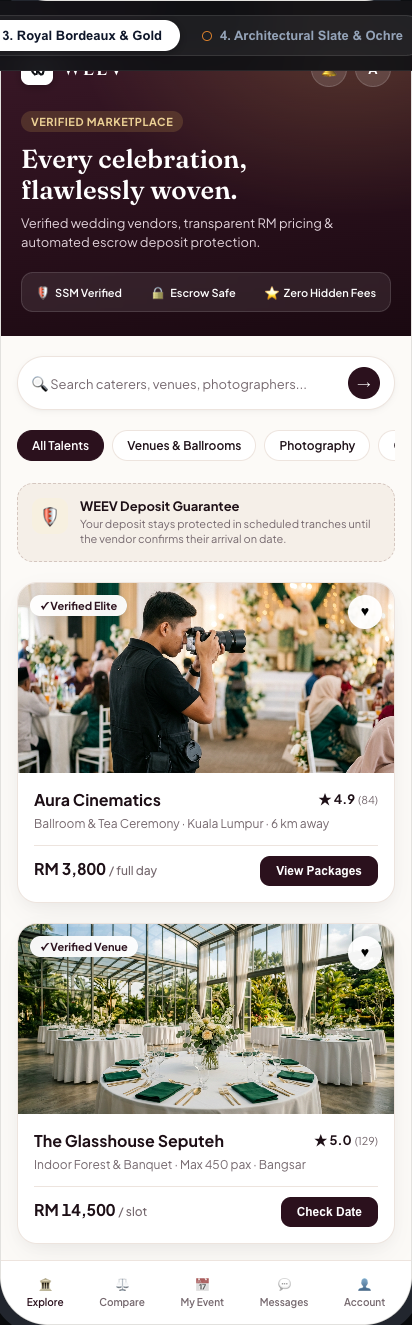 3. Royal Bordeaux & Gold
4. Architectural Slate & Ochre
VERIFIED MARKETPLACE
Every celebration,
flawlessly woven.
Verified wedding vendors, transparent RM pricing &
automated escrow deposit protection.
SSM Verified
Escrow Safe
Zero Hidden Fees
Search caterers, venues, photographers...
All Talents
Venues & Ballrooms
Photography
WEEV Deposit Guarantee
Your deposit stays protected in scheduled tranches until
the vendor confirms their arrival on date.
✓Verified Elite
Aura Cinematics
★ 4.9 (84)
Ballroom & Tea Ceremony · Kuala Lumpur · 6 km away
RM 3,800 / full day
View Packages
✓Verified Venue
The Glasshouse Seputeh
★ 5.0 (129)
Indoor Forest & Banquet · Max 450 pax · Bangsar
RM 14,500 / slot
Check Date
Explore
Compare
My Event
Messages
Account